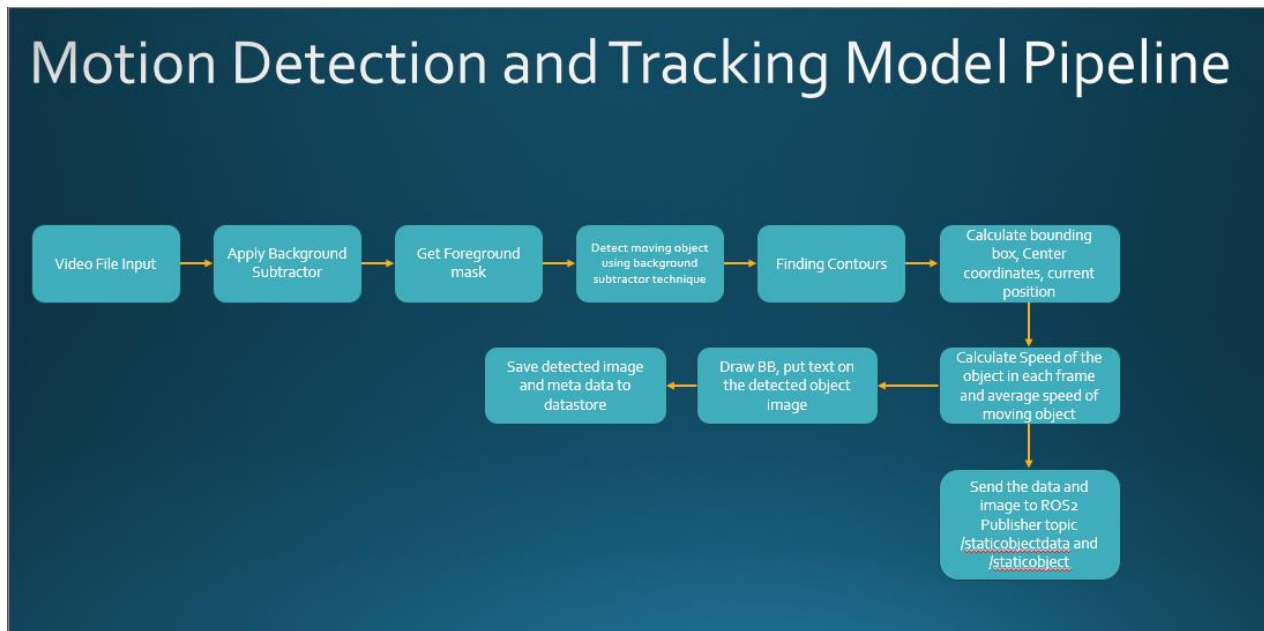 Motion Detection and Tracking Model Pipeline
Video File Input
Apply Background
Subtractor
Get Foreground
mask
Detect moving object
using background
subtractor technique
Finding Contours
Calculate bounding
box, Center
coordinates, current
position
Calculate Speed of the
object in each frame
and average speed of
moving object
Draw BB, put text on
the detected object
image
Save detected image
and meta data to
datastore
Send the data and
image to ROS2
Publisher topic
/staticobjectdata and
/staticobject